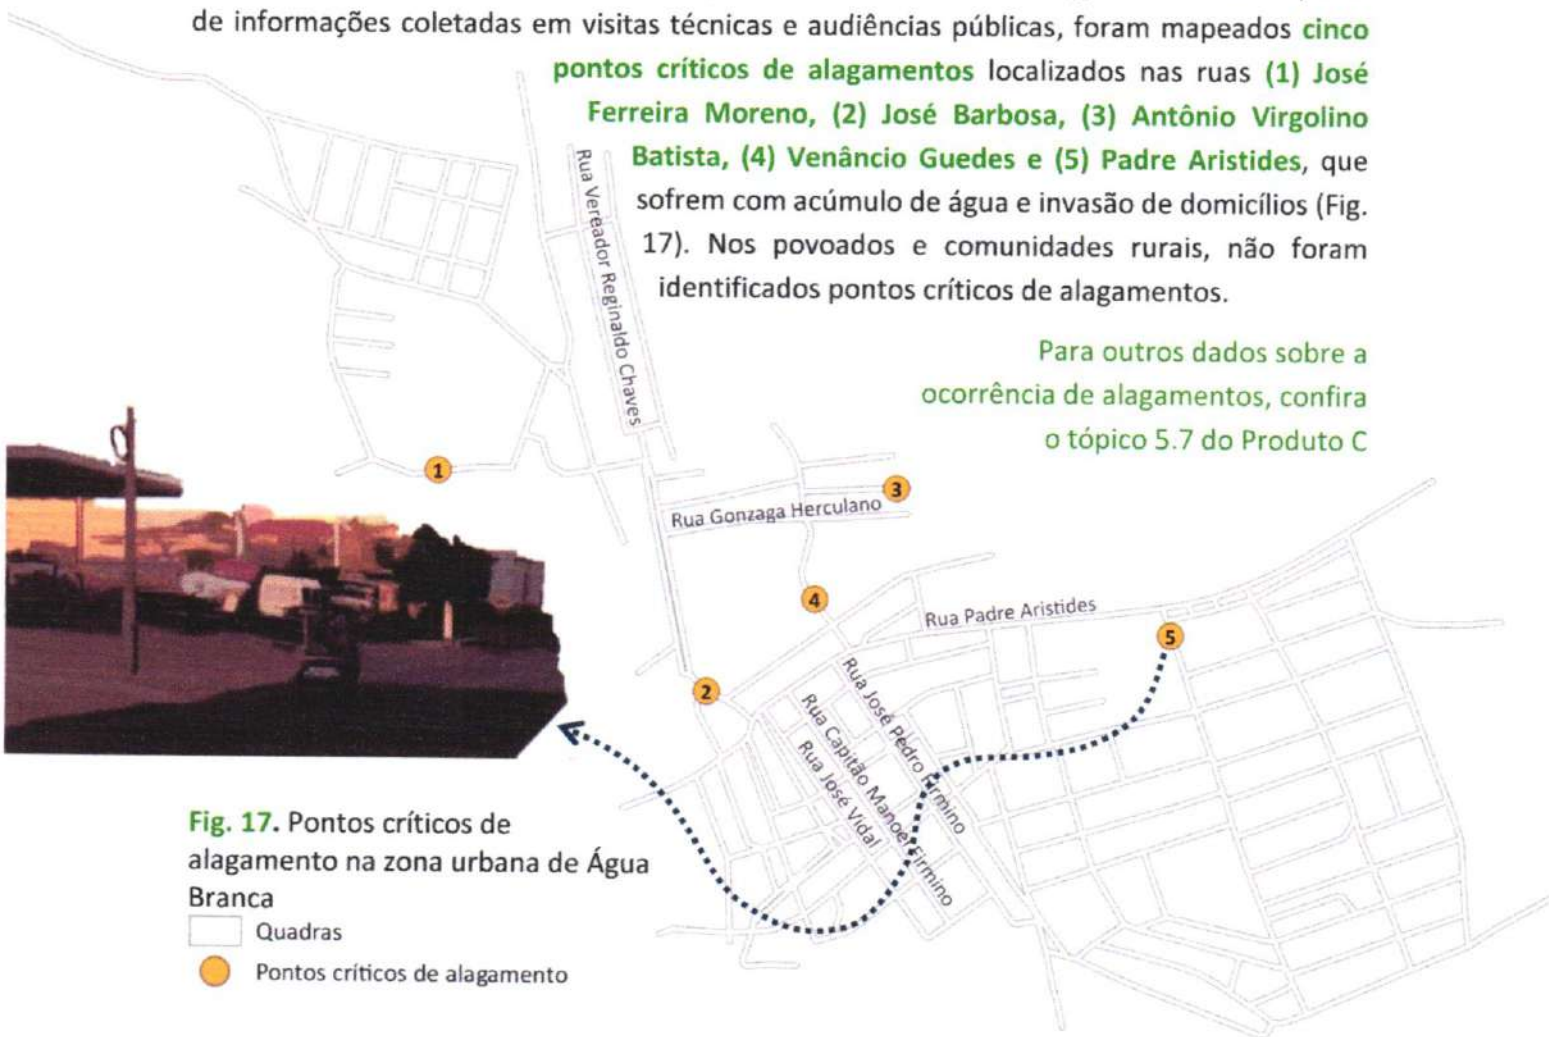 de informações coletadas em visitas técnicas e audiências públicas, foram mapeados cinco
pontos críticos de alagamentos localizados nas ruas (1) José
Ferreira Moreno, (2) José Barbosa, (3) Antônio Virgolino
Batista, (4) Venâncio Guedes e (5) Padre Aristides, que
sofrem com acúmulo de água e invasão de domicílios (Fig.
17). Nos povoados e comunidades rurais, não foram
identificados pontos críticos de alagamentos.
Para outros dados sobre a
ocorrência de alagamentos, confira
o tópico 5.7 do Produto C
Rua Vereador Reginaldo Chaves
1
3
Rua Gonzaga Herculano
4
Rua Padre Aristides
5
2
Rua José Pedro Firmino
Rua Capitão Manoel Firmino
Rua José Vidal
Fig. 17. Pontos críticos de
alagamento na zona urbana de Água
Branca
Quadras
Pontos críticos de alagamento